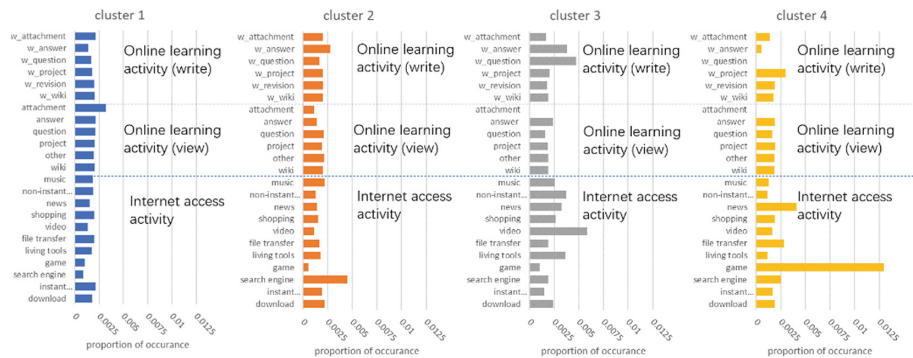 cluster 1
w_attachment
w_answer
w_question
w_project
w_revision
w_wiki
attachment
answer
question
project
other
wiki
music
non-instant...
news
shopping
video
file transfer
living tools
game
search engine
instant...
download
Online learning
activity (write)
Online learning
activity (view)
Internet access
activity
0
0.0025
0.005
0.0075
0.01
0.0125
proportion of occurance
cluster 2
w_attachment
w_answer
w_question
w_project
w_revision
w_wiki
attachment
answer
question
project
other
wiki
music
non-instant...
news
shopping
video
file transfer
living tools
game
search engine
instant...
download
Online learning
activity (write)
Online learning
activity (view)
Internet access
activity
0
0.0025
0.005
0.0075
0.01
0.0125
proportion of occurance
cluster 3
w_attachment
w_answer
w_question
w_project
w_revision
w_wiki
attachment
answer
question
project
other
wiki
music
non-instant...
news
shopping
video
file transfer
living tools
game
search engine
instant...
download
Online learning
activity (write)
Online learning
activity (view)
Internet access
activity
0
0.0025
0.005
0.0075
0.01
0.0125
proportion of occurance
cluster 4
w_attachment
w_answer
w_question
w_project
w_revision
w_wiki
attachment
answer
question
project
other
wiki
music
non-instant...
news
shopping
video
file transfer
living tools
game
search engine
instant...
download
Online learning
activity (write)
Online learning
activity (view)
Internet access
activity
0
0.0025
0.005
0.0075
0.01
0.0125
proportion of occurance